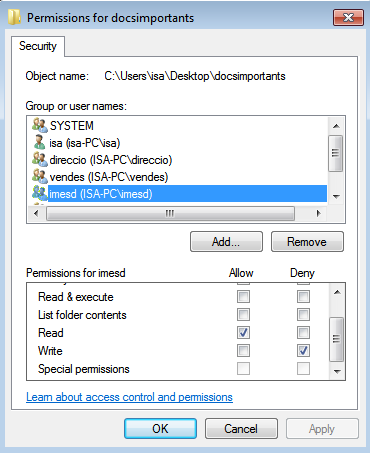 Permissions for docsimportants
Security
Object name: C:\Users\isa\Desktop\docsimportants
Group or user names:
SYSTEM
isa (isa-PC\isa)
direccio (ISA-PC\direccio)
vendes (ISA-PC\vendes)
imesd (ISA-PC\imesd)
Add... Remove
Permissions for imesd Allow Deny
Read & execute
List folder contents
Read
Write
Special permissions
Learn about access control and permissions
OK Cancel Apply